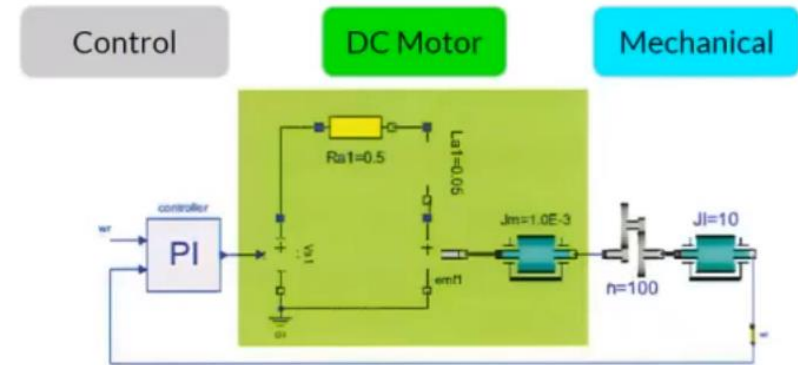 Control
DC Motor
Mechanical
Ra1=0.5
La1=0.05
controller
wr
PI
Vs1
emf1
Jm=1.0E-3
n=100
Jl=10